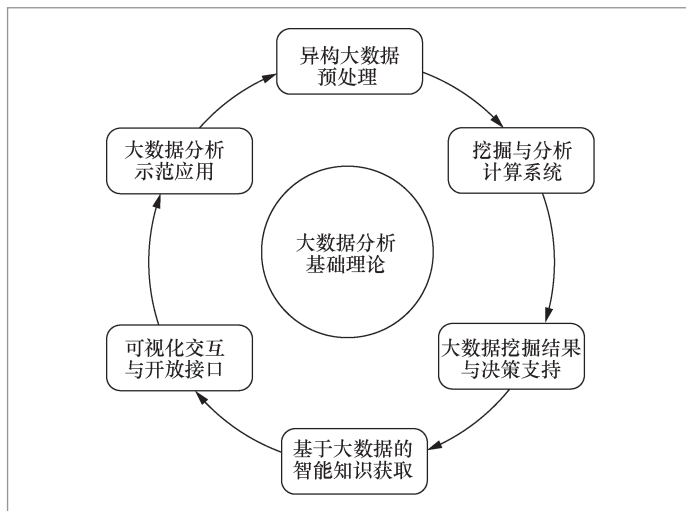 异构大数据
预处理
挖掘与分析
计算系统
大数据挖掘结果
与决策支持
基于大数据的
智能知识获取
可视化交互
与开放接口
大数据分析
示范应用
大数据分析
基础理论